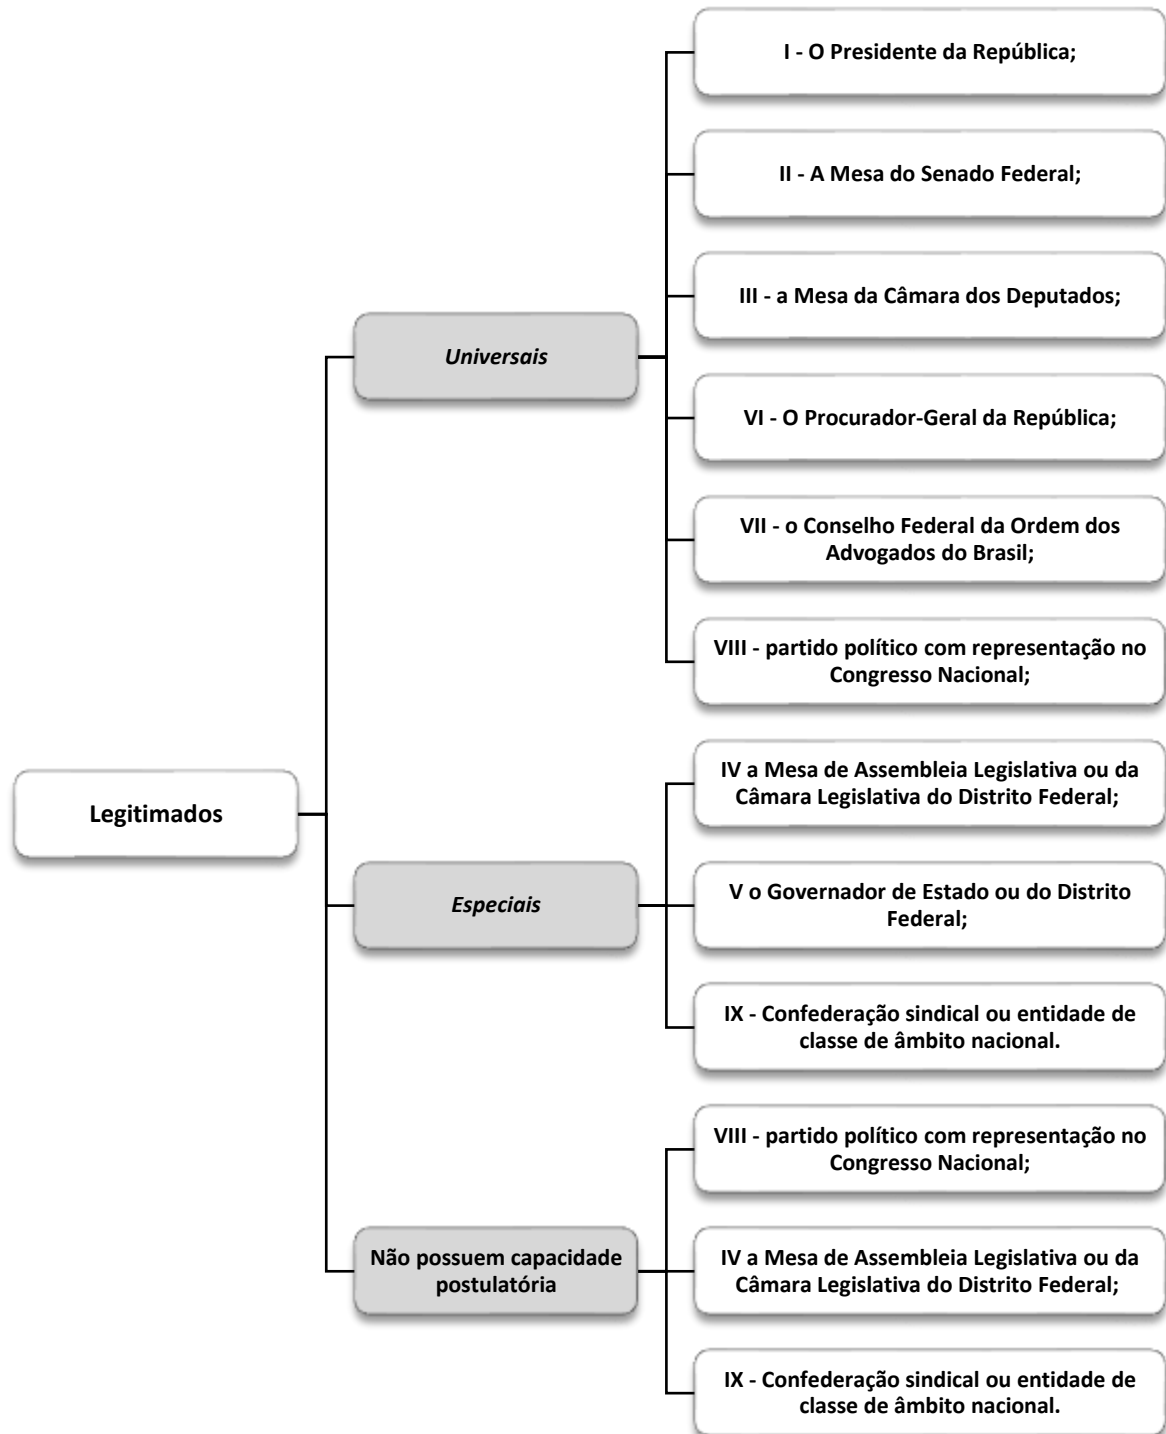 Legitimados
Universais
I - O Presidente da República;
II - A Mesa do Senado Federal;
III - a Mesa da Câmara dos Deputados;
VI - O Procurador-Geral da República;
VII - o Conselho Federal da Ordem dos
Advogados do Brasil;
VIII - partido político com representação no
Congresso Nacional;
Especiais
IV a Mesa de Assembleia Legislativa ou da
Câmara Legislativa do Distrito Federal;
V o Governador de Estado ou do Distrito
Federal;
IX - Confederação sindical ou entidade de
classe de âmbito nacional.
Não possuem capacidade
postulatória
VIII - partido político com representação no
Congresso Nacional;
IV a Mesa de Assembleia Legislativa ou da
Câmara Legislativa do Distrito Federal;
IX - Confederação sindical ou entidade de
classe de âmbito nacional.